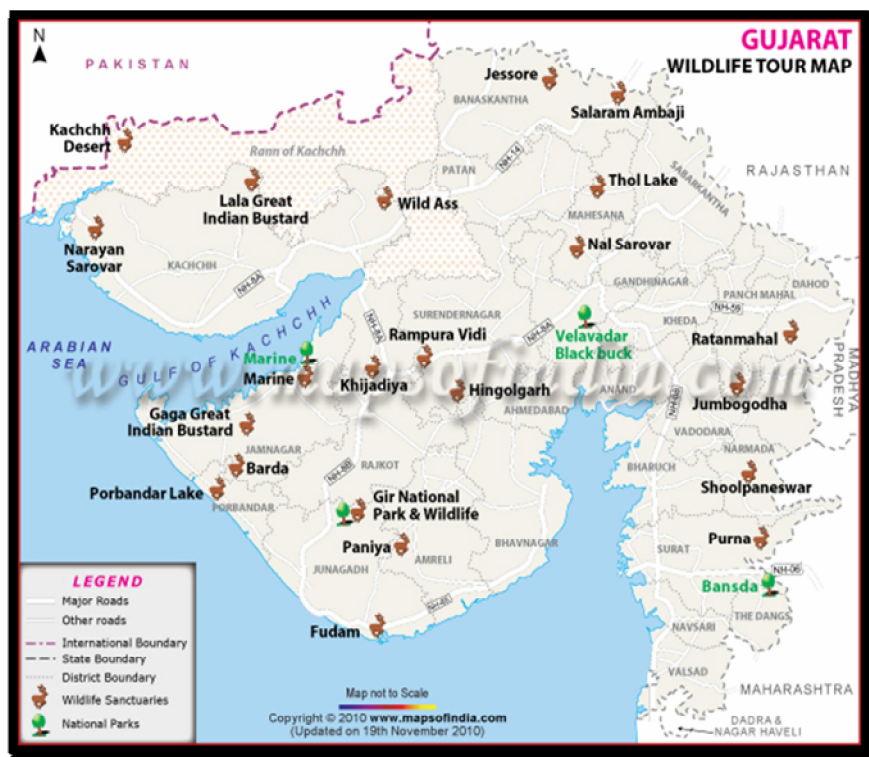 GUJARAT
WILDLIFE TOUR MAP
N
PAKISTAN
Jessore
BANASKANTHA
Salaram Ambaji
Kachchh
Desert
Rann of Kachchh
NH-14
PATAN
RAJASTHAN
SABARKANTHA
Lala Great
Indian Bustard
Wild Ass
Thol Lake
MAHESANA
Narayan
Sarovar
KACHCHH
NH-8A
Nal Sarovar
GANDHINAGAR
DAHOD
PANCH MAHAL
NH-59
SURENDERNAGAR
KHEDA
NH-8A
NH-8A
ARABIAN
SEA
GULF OF KACHCHH
Marine
Rampura Vidi
Velavadar
Black buck
Ratanmahal
MADHYA
PRADESH
www.mapsofindia.com
Marine
Khijadiya
Hingolgarh
ANAND
Jumbogodha
AHMEDABAD
Gaga Great
Indian Bustard
VADODARA
JAMNAGAR
NARMADA
Barda
RAJKOT
NH-8B
BHARUCH
Shoolpaneswar
Porbandar Lake
PORBANDAR
Gir National
Park & Wildlife
Paniya
AMRELI
BHAVNAGAR
JUNAGADH
SURAT
Purna
NH-06
Bansda
THE DANGS
Fudam
NAVSARI
VALSAD
MAHARASHTRA
DADRA &
NAGAR HAVELI
LEGEND
Major Roads
Other roads
International Boundary
State Boundary
District Boundary
Wildlife Sanctuaries
National Parks
Map not to Scale
Copyright © 2010 www.mapsofindia.com
(Updated on 19th November 2010)